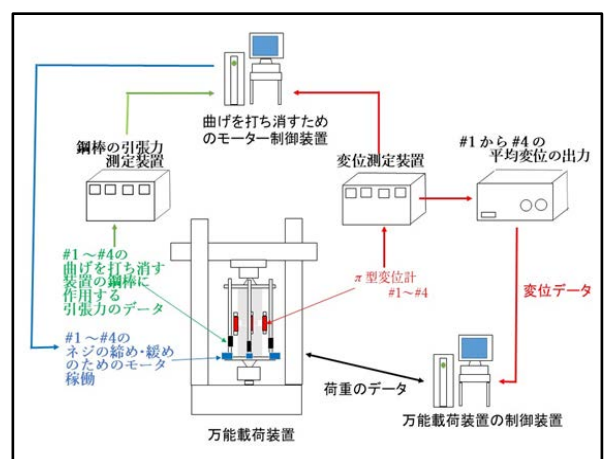 曲げを打ち消すため
のモーター制御装置
鋼棒の引張力
測定装置
変位測定装置
#1から#4の
平均変位の出力
#1~#4の
曲げを打ち消す
装置の鋼棒に
作用する
引張力のデータ
π型変位計
#1~#4
変位データ
#1~#4の
ネジの締め・緩め
のためのモータ
稼働
荷重のデータ
万能載荷装置
万能載荷装置の制御装置